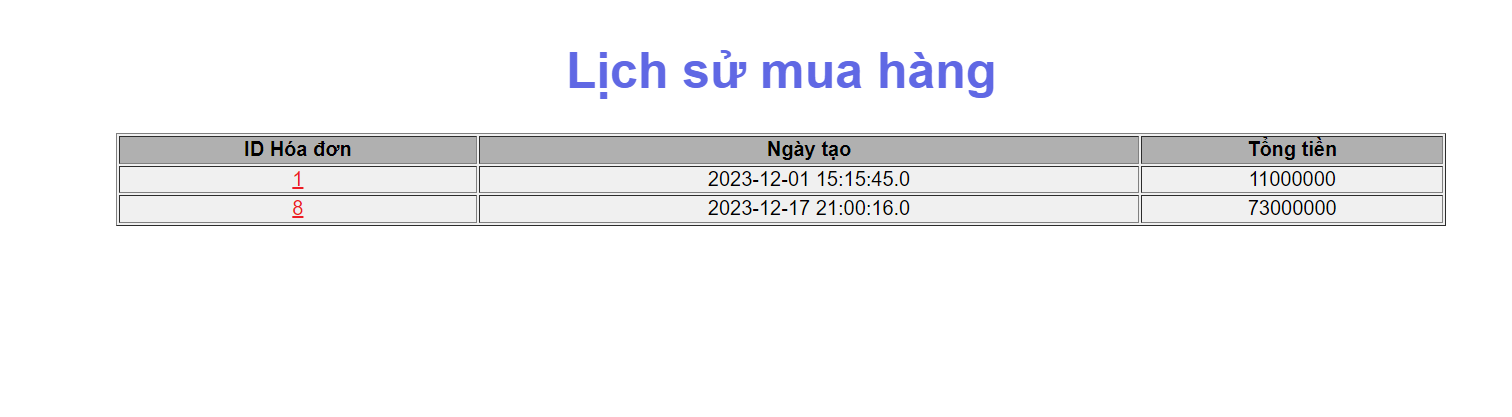 Lịch sử mua hàng
ID Hóa đơn Ngày tạo Tổng tiền
1 2023-12-01 15:15:45.0 11000000
8 2023-12-17 21:00:16.0 73000000